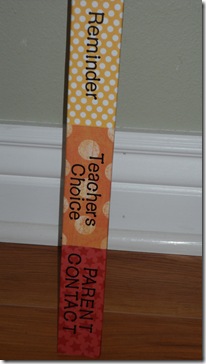 Reminder
Teachers
Choice
PARENT
CONTACT